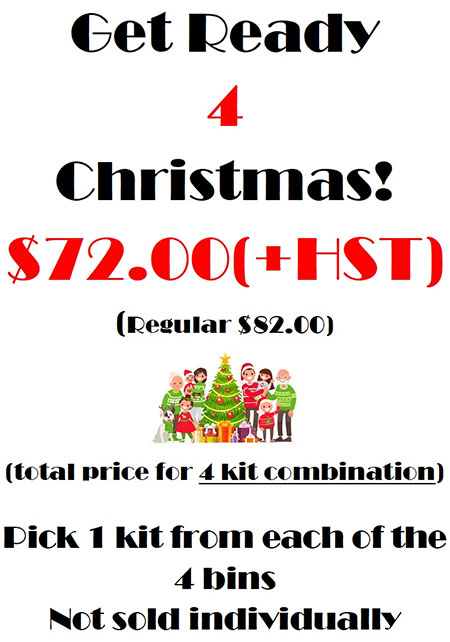 Get Ready
4
Christmas!
$72.00(+HST)
(Regular $82.00)
(total price for 4 kit combination)
Pick 1 kit from each of the
4 bins
Not sold individually